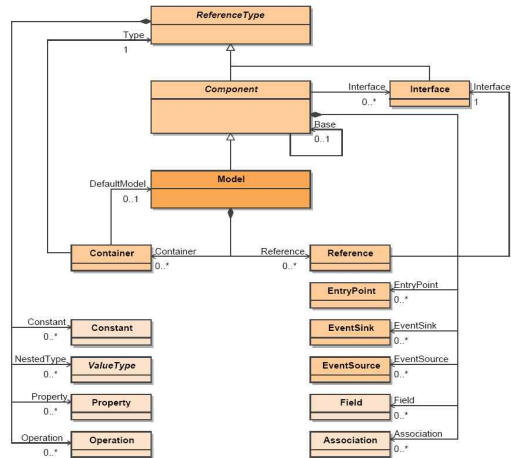 ReferenceType
Type
1
Component
Interface
0..*
Interface
Interface
1
Base
0..1
Model
DefaultModel
0..1
Container
Container
0..*
Reference
0..*
Reference
EntryPoint
EntryPoint
0..*
Constant
0..*
Constant
EventSink
EventSink
0..*
NestedType
0..*
ValueType
EventSource
EventSource
0..*
Property
0..*
Property
Field
Field
0..*
Operation
0..*
Operation
Association
Association
0..*